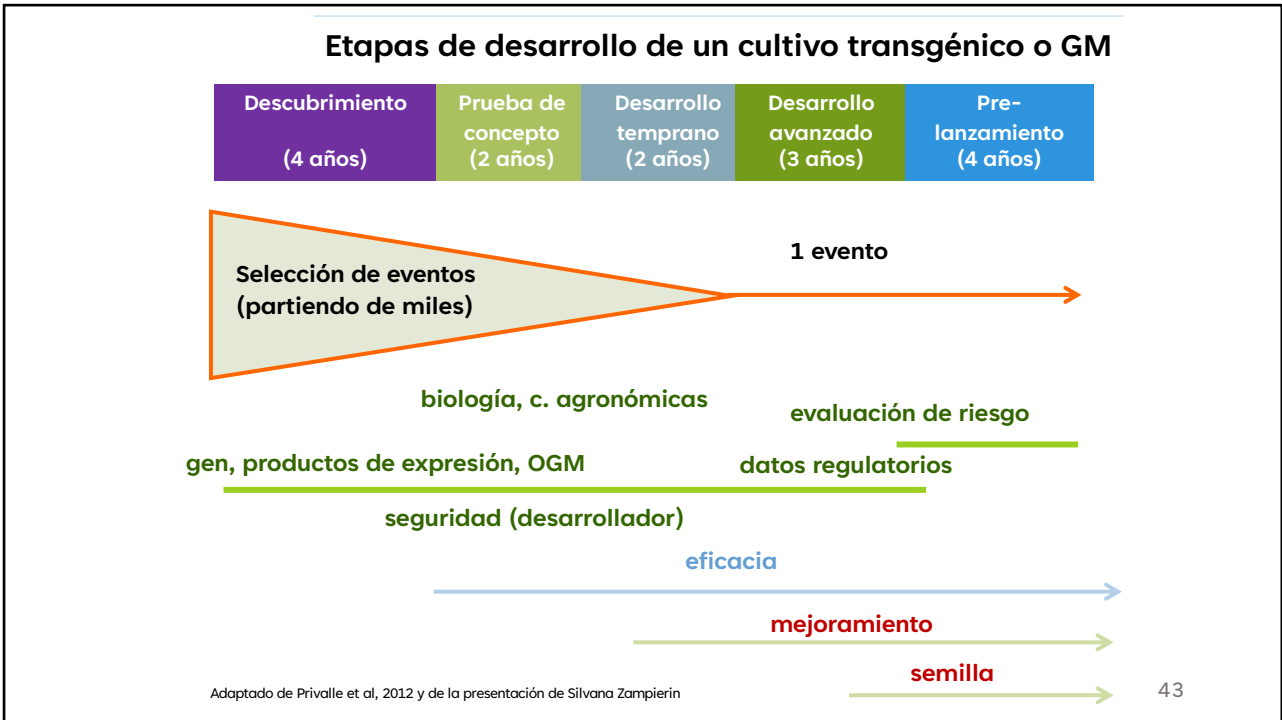 Etapas de desarrollo de un cultivo transgénico o GM
Descubrimiento
(4 años)
Prueba de
concepto
(2 años)
Desarrollo
temprano
(2 años)
Desarrollo
avanzado
(3 años)
Pre-
lanzamiento
(4 años)
Selección de eventos
(partiendo de miles)
1 evento
biología, c. agronómicas
evaluación de riesgo
gen, productos de expresión, OGM
datos regulatorios
seguridad (desarrollador)
eficacia
mejoramiento
semilla
Adaptado de Privalle et al, 2012 y de la presentación de Silvana Zampierin
43